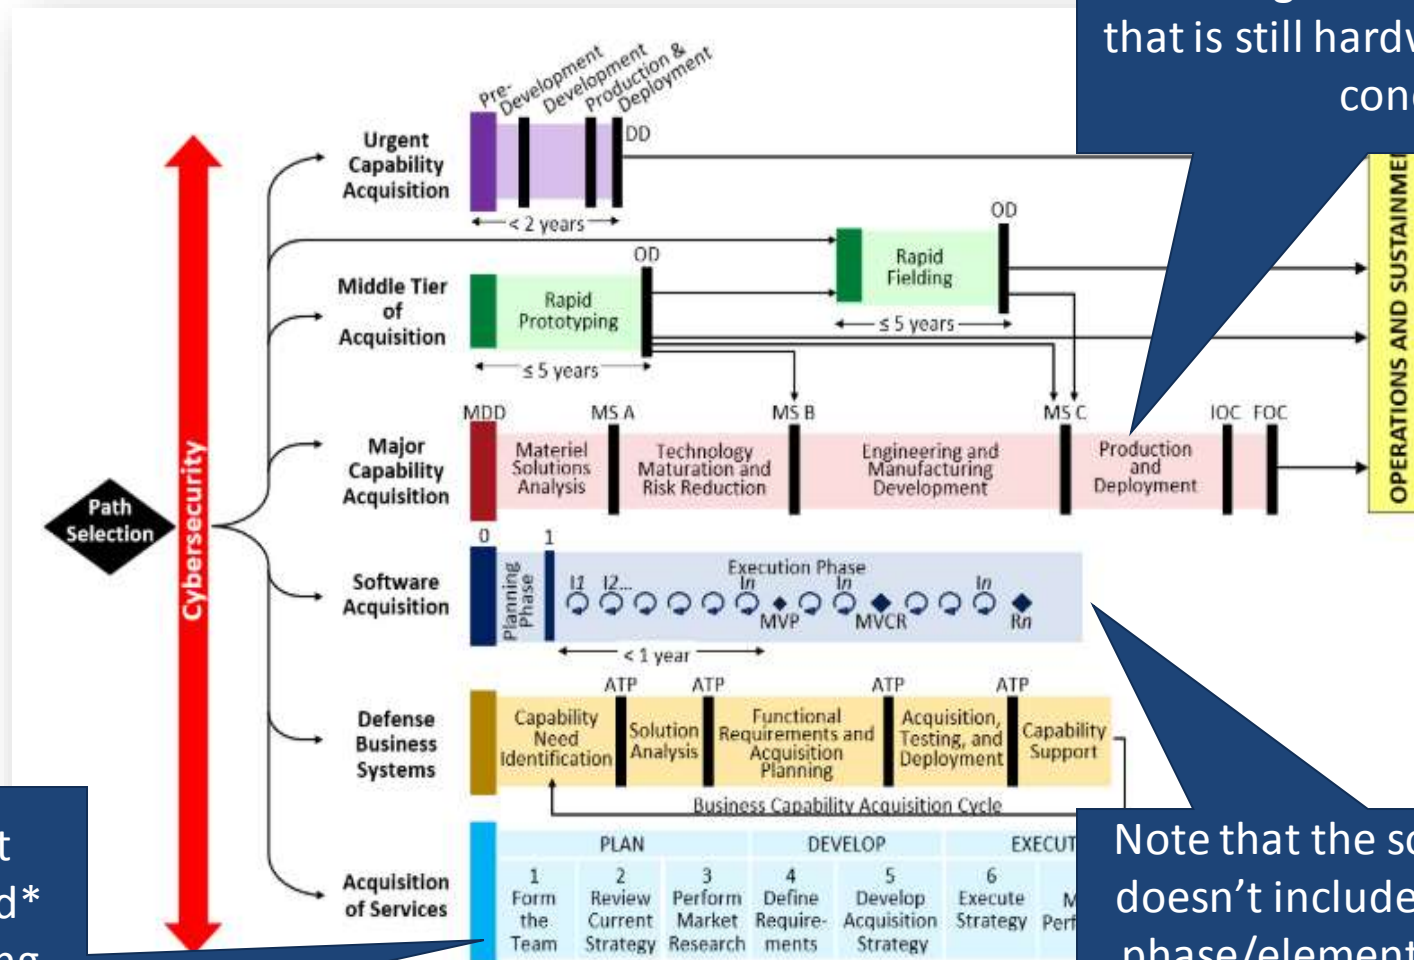 that is still hardw
con
Pre-
Development
Development
Production &
Deployment
Urgent
Capability
Acquisition
DD
< 2 years
OD
Rapid
Fielding
≤ 5 years
Middle Tier
of
Acquisition
OD
Rapid
Prototyping
≤ 5 years
OPERATIONS AND SUSTAINMEN
MDD
MS A
MS B
MS C
IOC
FOC
Major
Capability
Acquisition
Materiel
Solutions
Analysis
Technology
Maturation and
Risk Reduction
Engineering and
Manufacturing
Development
Production
and
Deployment
Path
Selection
Cybersecurity
0
1
Software
Acquisition
Planning
Phase
Execution Phase
I1 I2... In In In
MVP MVCR Rn
< 1 year
ATP ATP ATP ATP
Defense
Business
Systems
Capability
Need
Identification
Solution
Analysis
Functional
Requirements and
Acquisition
Planning
Acquisition,
Testing, and
Deployment
Capability
Support
Business Capability Acquisition Cycle
PLAN
DEVELOP
EXECUT
Acquisition
of Services
1
Form
the
Team
2
Review
Current
Strategy
3
Perform
Market
Research
4
Define
Require-
ments
5
Develop
Acquisition
Strategy
6
Execute
Strategy
M
Perf
t
d*
ng
Note that the so
doesn't include
phase/element